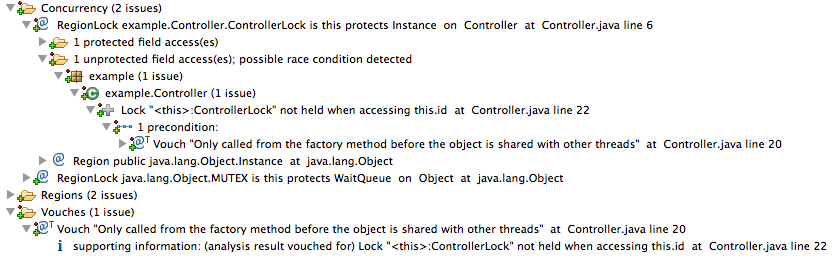 Concurrency (2 issues)
RegionLock example.Controller.ControllerLock is this protects Instance on Controller at Controller.java line 6
1 protected field access(es)
1 unprotected field access(es); possible race condition detected
example (1 issue)
example.Controller (1 issue)
Lock "<this>:ControllerLock" not held when accessing this.id at Controller.java line 22
1 precondition:
Vouch "Only called from the factory method before the object is shared with other threads" at Controller.java line 20
Region public java.lang.Object.Instance at java.lang.Object
RegionLock java.lang.Object.MUTEX is this protects WaitQueue on Object at java.lang.Object
Regions (2 issues)
Vouches (1 issue)
Vouch "Only called from the factory method before the object is shared with other threads" at Controller.java line 20
supporting information: (analysis result vouched for) Lock "<this>:ControllerLock" not held when accessing this.id at Controller.java line 22